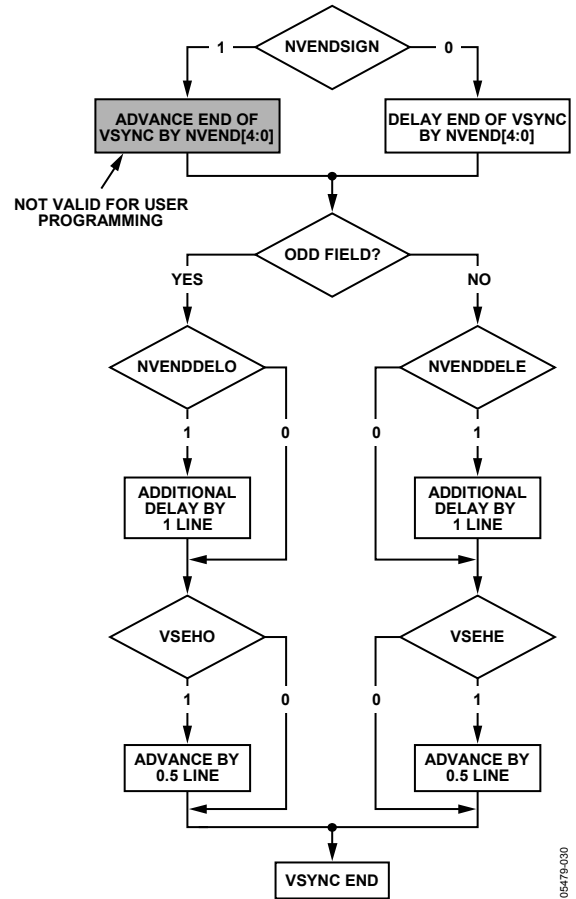 NVENDSIGN
1
0
ADVANCE END OF
VSYNC BY NVEND[4:0]
DELAY END OF VSYNC
BY NVEND[4:0]
NOT VALID FOR USER
PROGRAMMING
ODD FIELD?
YES
NO
NVENDDELO
NVENDDELE
1
0
0
1
ADDITIONAL
DELAY BY
1 LINE
ADDITIONAL
DELAY BY
1 LINE
VSEHO
VSEHE
1
0
0
1
ADVANCE BY
0.5 LINE
ADVANCE BY
0.5 LINE
VSYNC END
05479-030